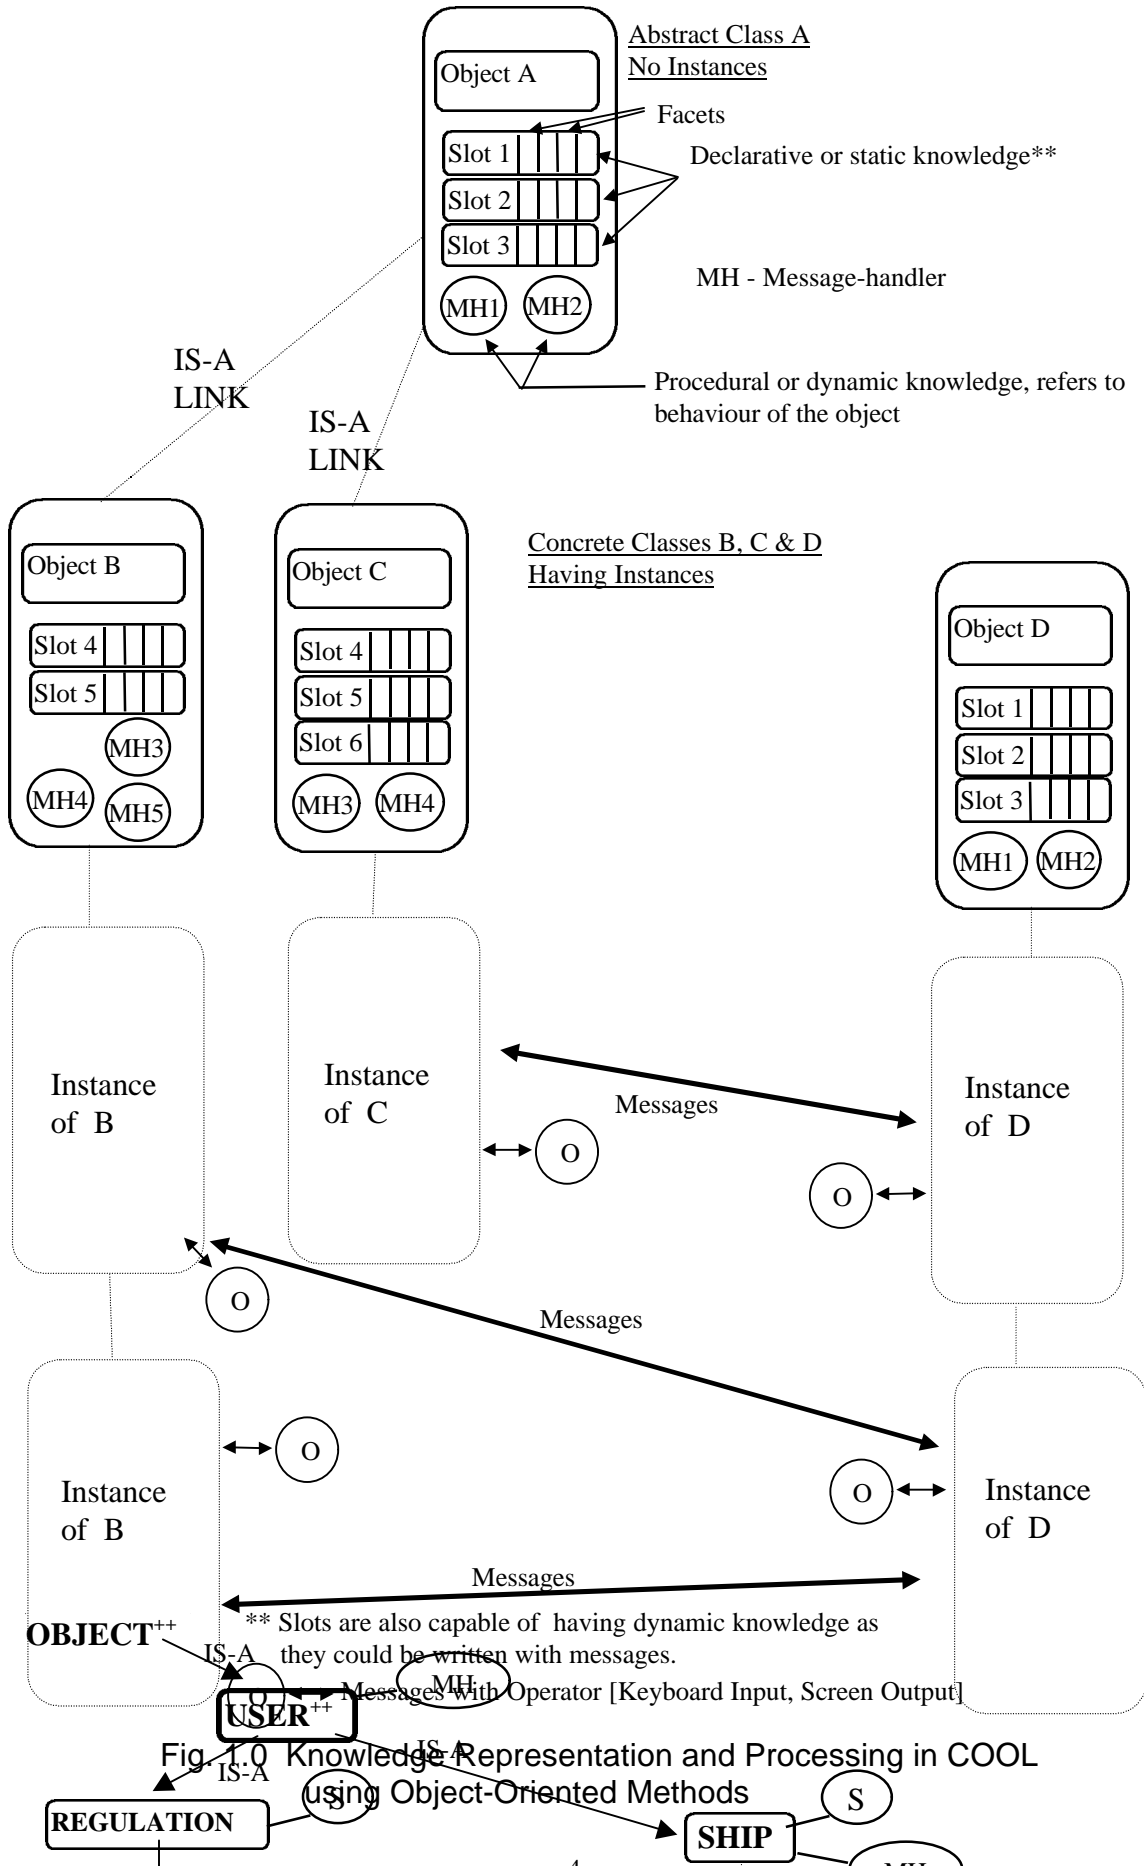 Abstract Class A
No Instances
Object A
Facets
Slot 1
Declarative or static knowledge**
Slot 2
Slot 3
MH - Message-handler
MH1
MH2
IS-A
LINK
Procedural or dynamic knowledge, refers to
behaviour of the object
IS-A
LINK
Concrete Classes B, C & D
Having Instances
Object B
Slot 4
Slot 5
MH3
MH4
MH5
Object C
Slot 4
Slot 5
Slot 6
MH3
MH4
Object D
Slot 1
Slot 2
Slot 3
MH1
MH2
Instance
of B
Instance
of C
Messages
Instance
of D
O
O
O
Messages
O
O
Instance
of B
Instance
of D
Messages
** Slots are also capable of having dynamic knowledge as
they could be written with messages.
OBJECT++
IS-A
O
MH
Messages with Operator [Keyboard Input, Screen Output]
USER++
IS-A
Fig. 1.0 Knowledge Representation and Processing in COOL
using Object-Oriented Methods
IS-A
S
REGULATION
S
SHIP
4
MH